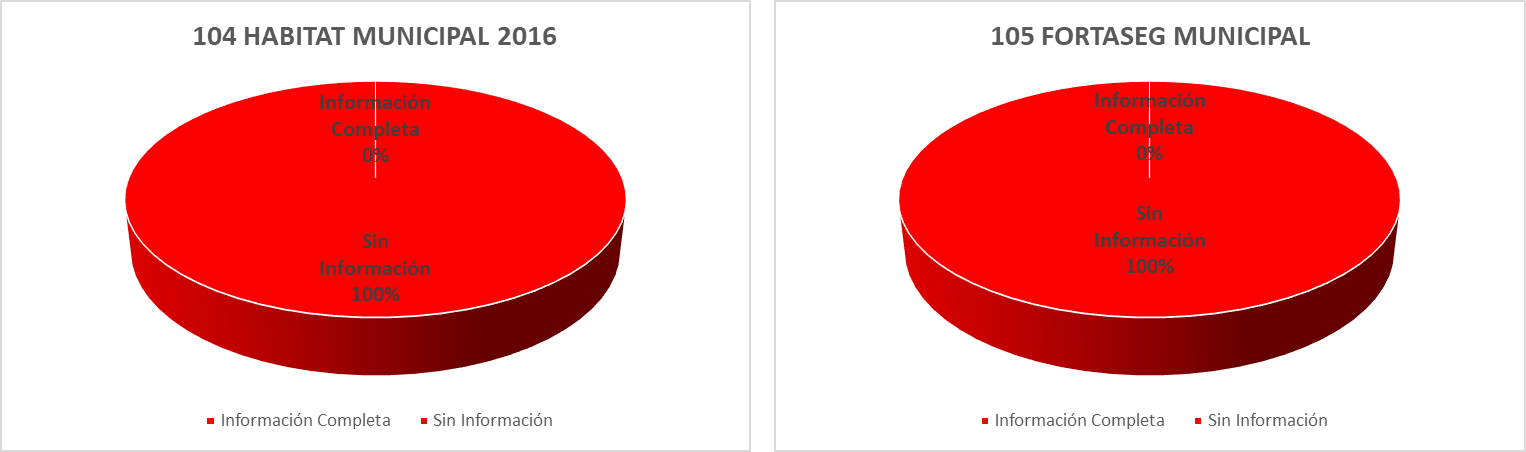 104 HABITAT MUNICIPAL 2016
Información
Completa
0%
Sin
Información
100%
Información Completa
Sin Información
105 FORTASEG MUNICIPAL
Información
Completa
0%
Sin
Información
100%
Información Completa
Sin Información